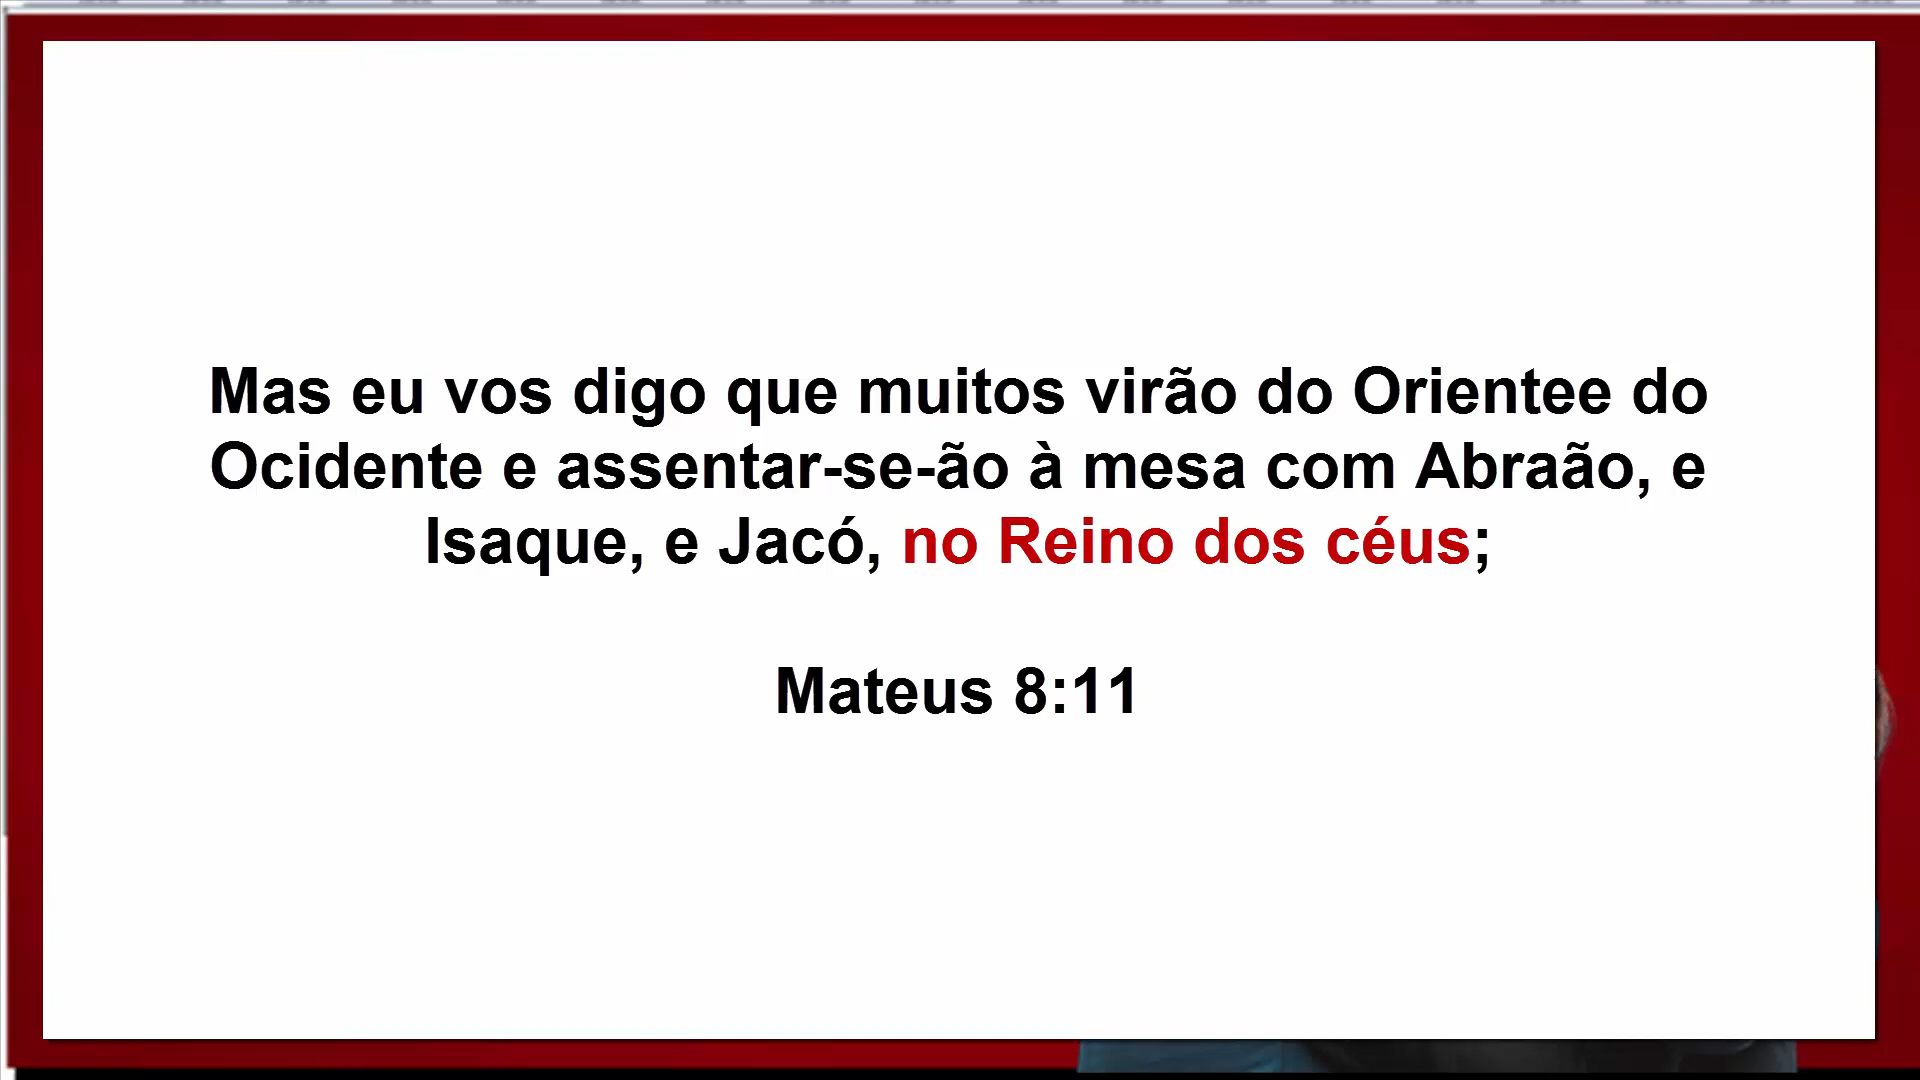 Mas eu vos digo que muitos virão do Orientee do
Ocidente e assentar-se-ão à mesa com Abraão, e
Isaque, e Jacó, no Reino dos céus;
Mateus 8:11